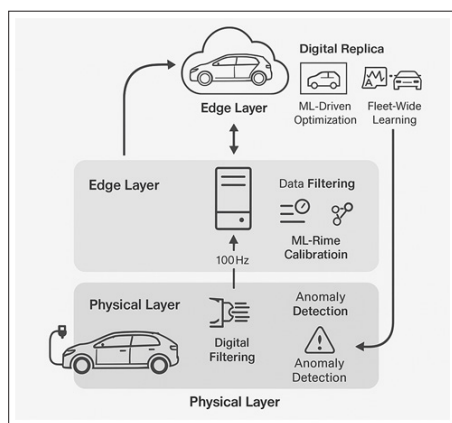 Digital Replica
Edge Layer
ML-Driven
Optimization
Fleet-Wide
Learning
Edge Layer
Data Filtering
ML-Rime
Calibratioin
100 Hz
Physical Layer
Digital
Filtering
Anomaly
Detection
Anomaly
Detection
Physical Layer